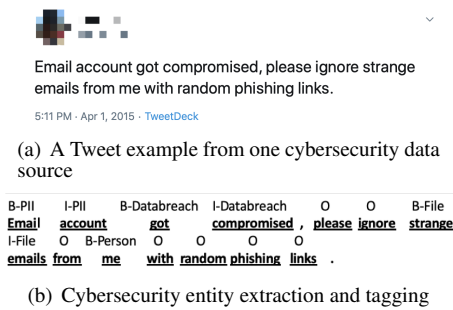 Email account got compromised, please ignore strange
emails from me with random phishing links.
5:11 PM · Apr 1, 2015 · TweetDeck
(a) A Tweet example from one cybersecurity data
source
B-PII I-PII B-Databreach I-Databreach O O B-File
Email account got compromised , please ignore strange
I-File O B-Person O O O O
emails from me with random phishing links .
(b) Cybersecurity entity extraction and tagging